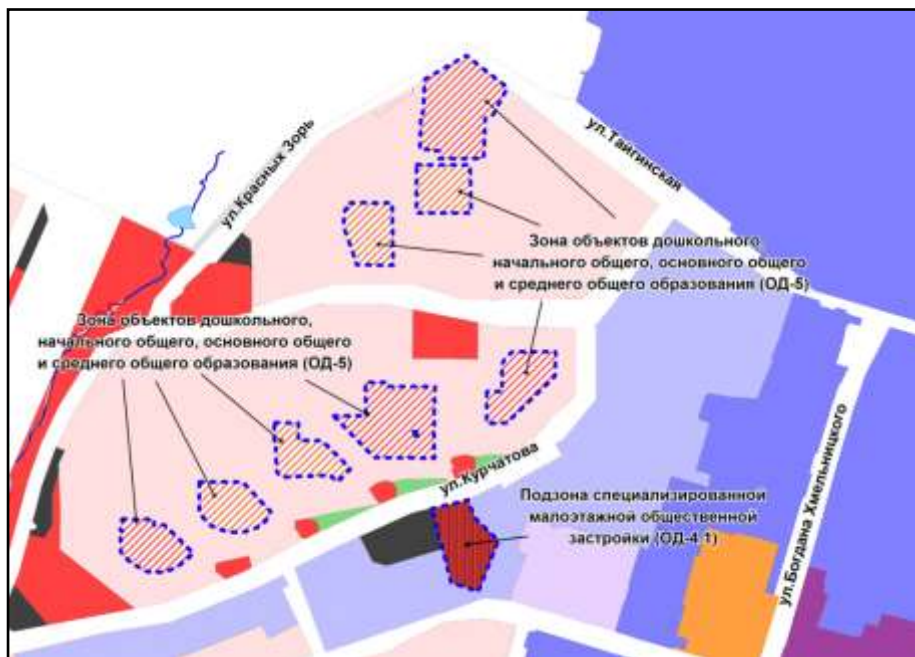 ул.Красных Зорь
ул.Тайгинская
Зона объектов дошкольного
начального общего, основного общего
и среднего общего образования (ОД-5)
Зона объектов дошкольного,
начального общего, основного общего
и среднего общего образования (ОД-5)
ул.Курчатова
Подзона специализированной
малоэтажной общественной
застройки (ОД-4.1)
ул.Богдана Хмельницкого